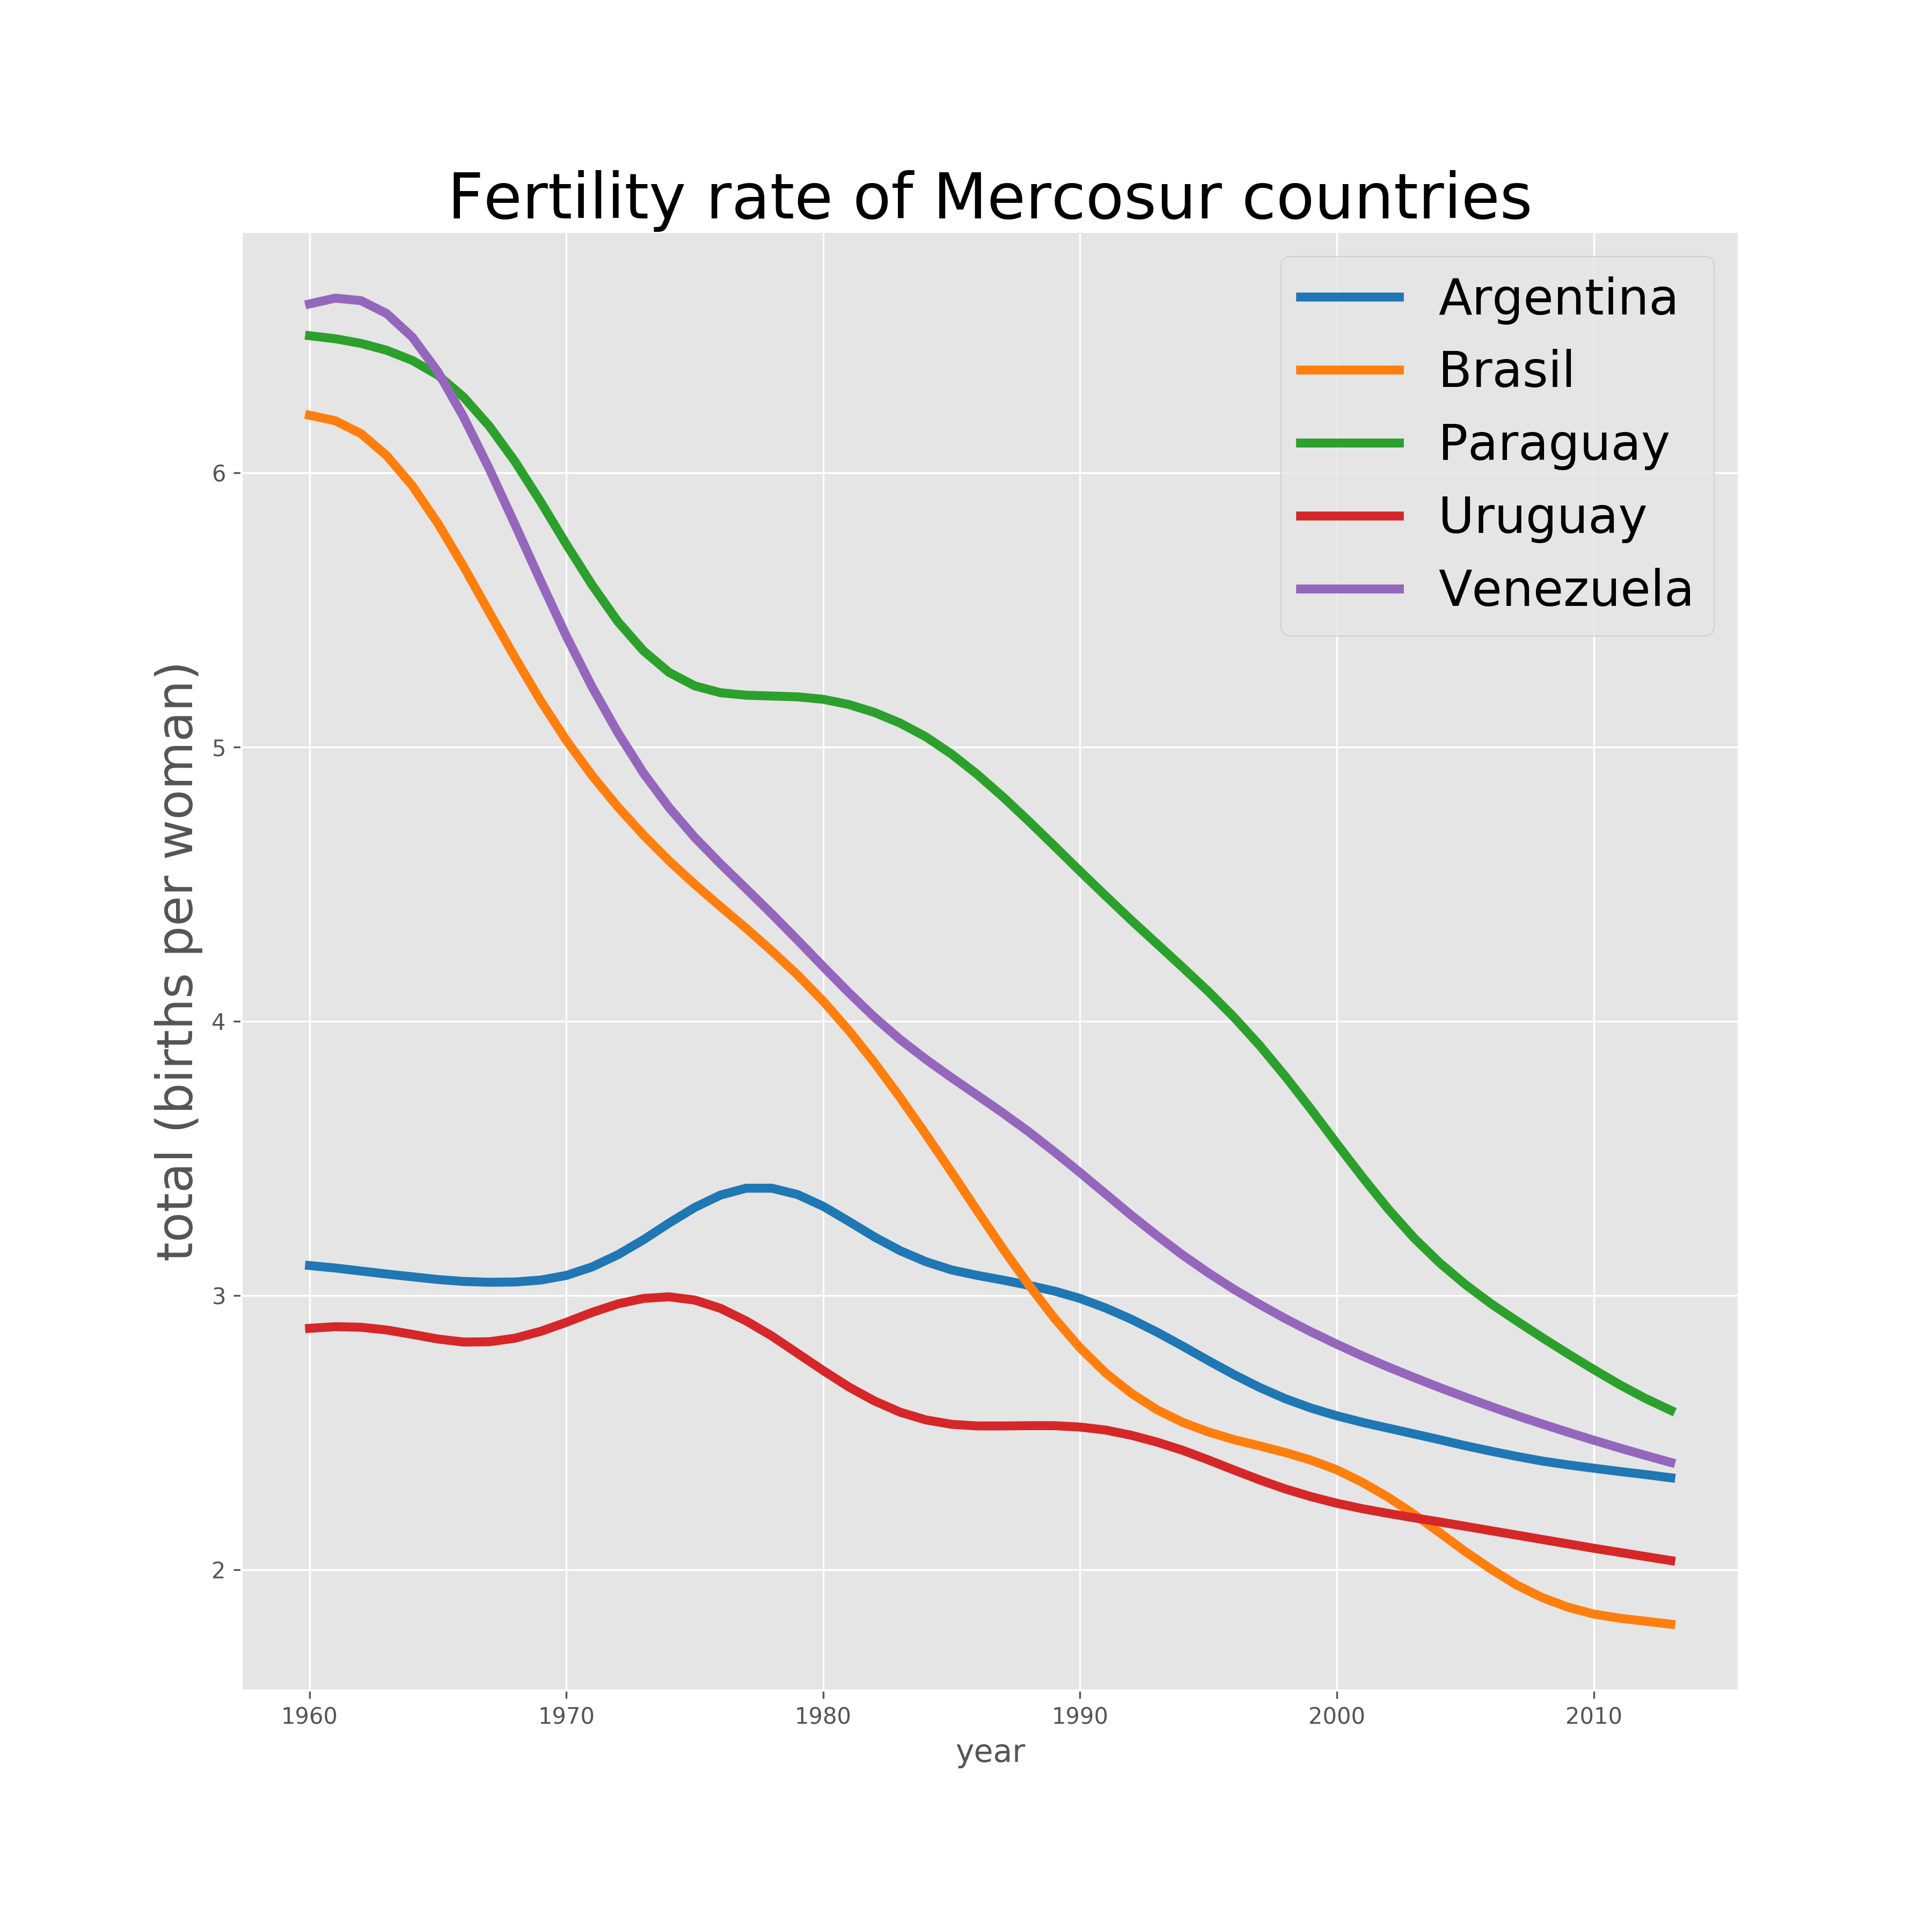 Fertility rate of Mercosur countries
Argentina
Brasil
Paraguay
Uruguay
Venezuela
total (births per woman)
6
5
4
3
2
1960 1970 1980 1990 2000 2010
year